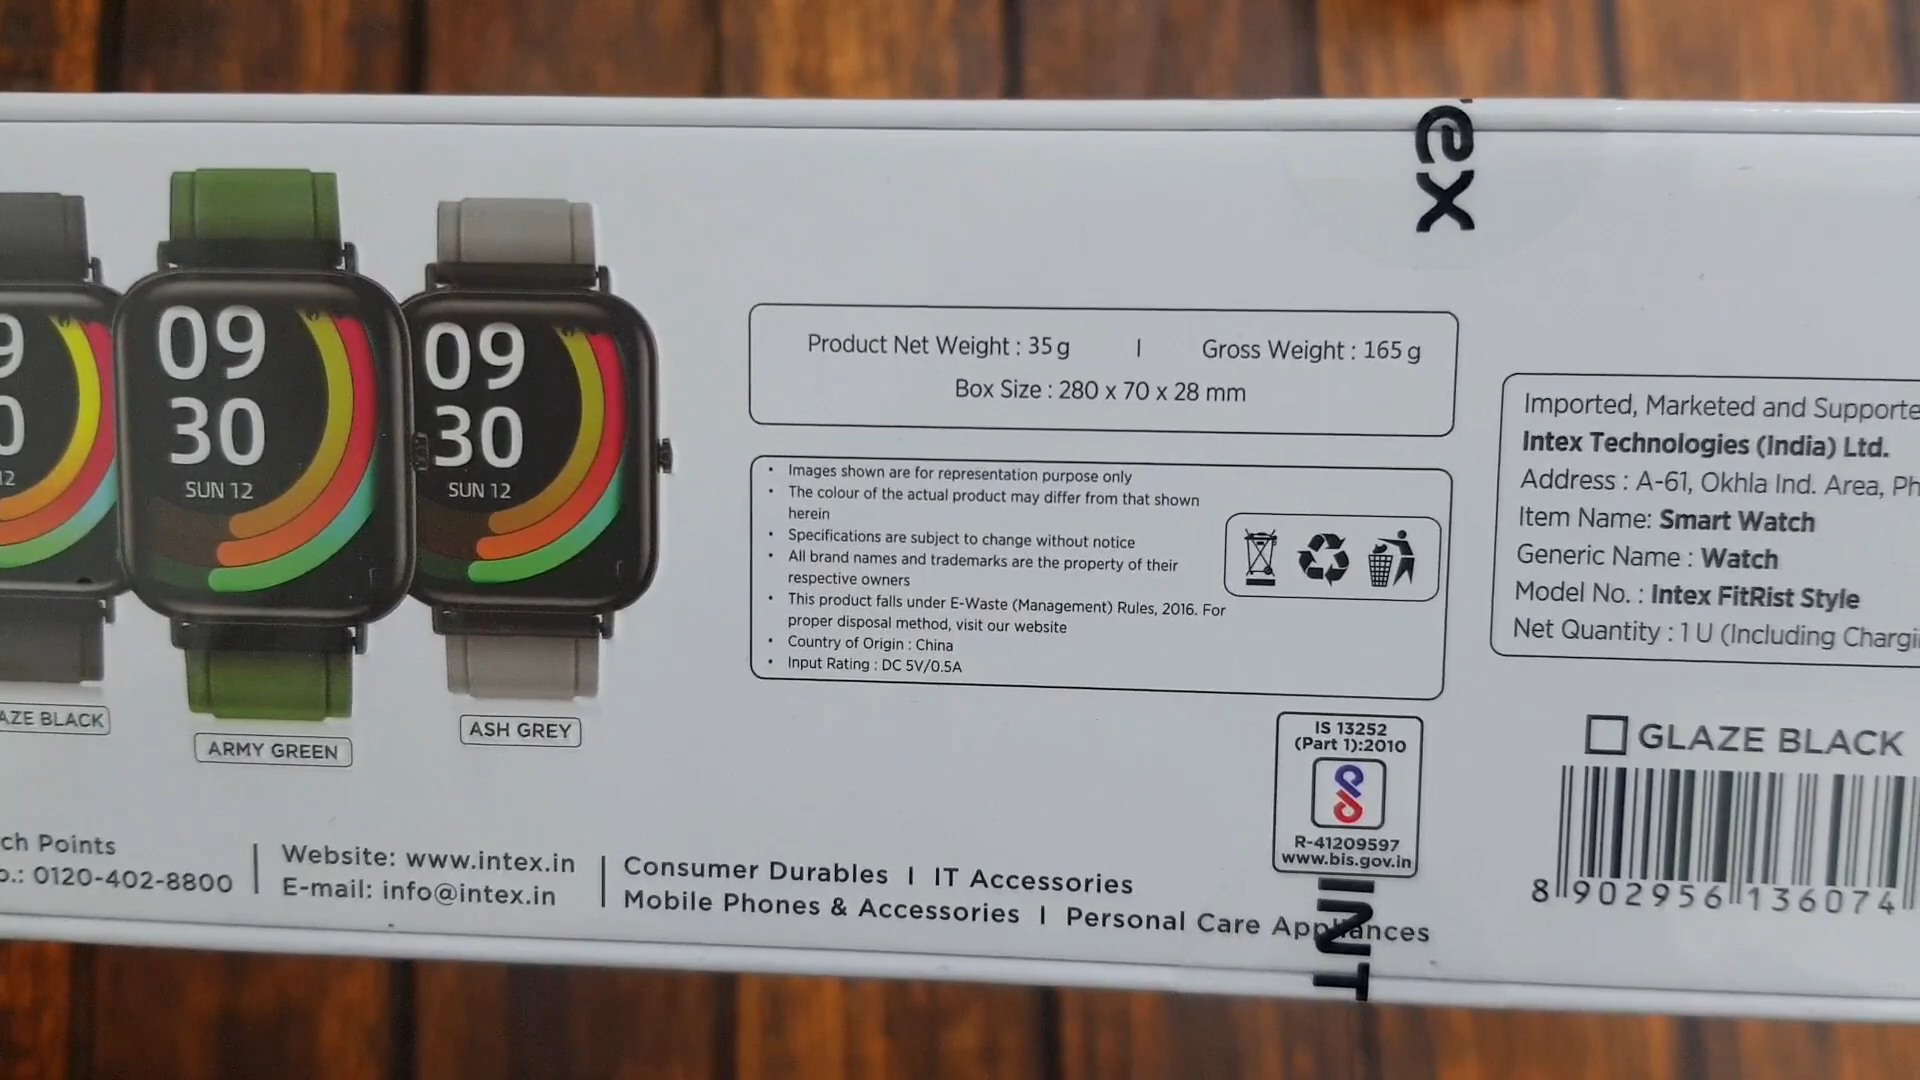 ex
09
30
SUN 12
09
30
SUN 12
12
BLACK
ARMY GREEN
ASH GREY
Product Net Weight : 35 g | Gross Weight : 165 g
Box Size : 280 x 70 x 28 mm
• Images shown are for representation purpose only
• The colour of the actual product may differ from that shown
herein
• Specifications are subject to change without notice
• All brand names and trademarks are the property of their
respective owners
• This product falls under E-Waste (Management) Rules, 2016. For
proper disposal method, visit our website
• Country of Origin : China
• Input Rating : DC 5V/0.5A
Imported, Marketed and
Intex Technologies (India) Ltd.
Address : A-61, Okhla Ind. Area,
Item Name: Smart Watch
Generic Name : Watch
Model No. : Intex FitRist Style
Net Quantity : 1 U (Including
IS 13252
(Part 1):2010
R-41209597
www.bis.gov.in
GLAZE BLACK
8 902956 136074
Points
0120-402-8800
Website: www.intex.in
E-mail: info@intex.in
Consumer Durables | IT Accessories
Mobile Phones & Accessories | Personal Care Appliances
INT